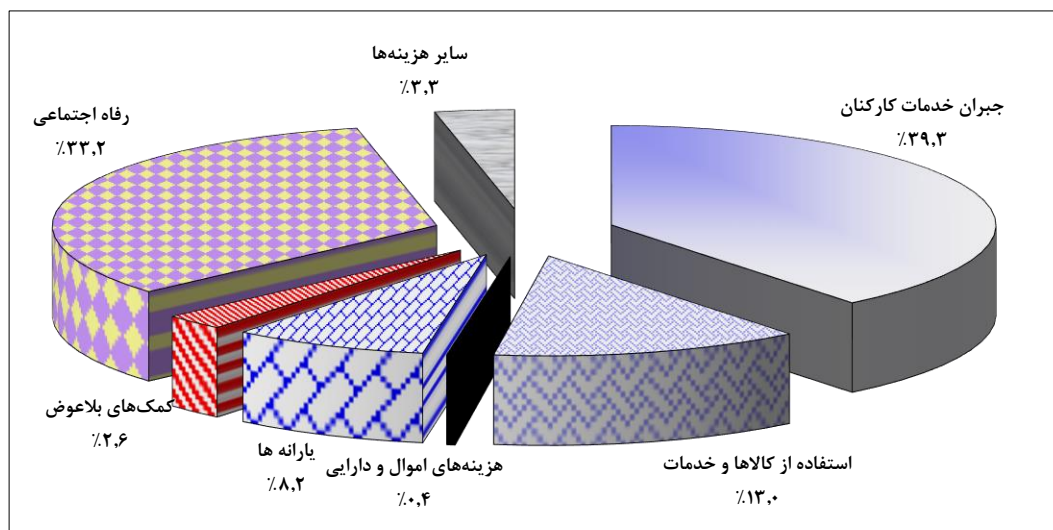 سایر هزینه‌ها
٪۳,۳
جبران خدمات کارکنان
٪۳۹,۳
رفاه اجتماعی
٪۳۳,۲
کمک‌های بلاعوض
٪۲,۶
یارانه ها
٪۸,۲
هزینه‌های اموال و دارایی
٪۰,۴
استفاده از کالاها و خدمات
٪۱۳,۰